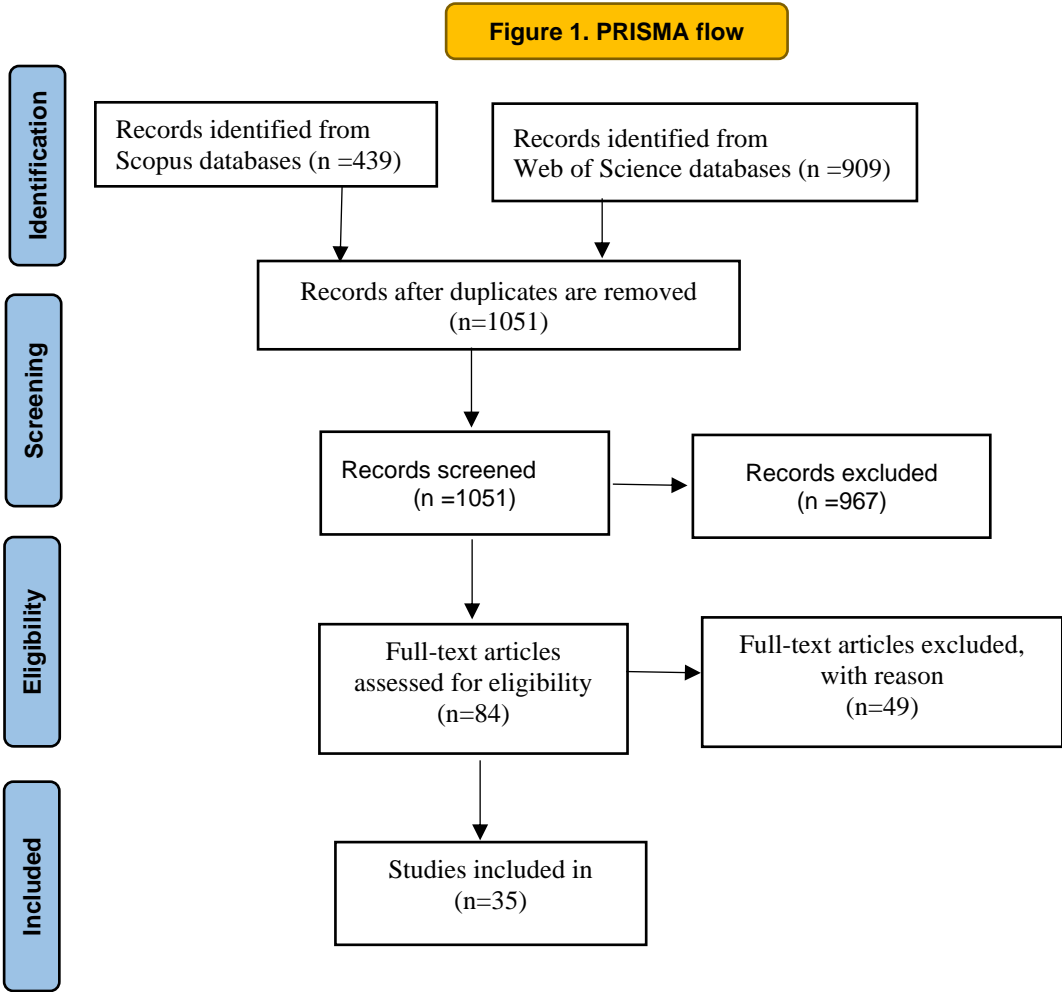 Figure 1. PRISMA flow
Identification
Records identified from
Scopus databases (n =439)
Records identified from
Web of Science databases (n =909)
Records after duplicates are removed
(n=1051)
Screening
Records screened
(n =1051)
Records excluded
(n =967)
Eligibility
Full-text articles
assessed for eligibility
(n=84)
Full-text articles excluded,
with reason
(n=49)
Included
Studies included in
(n=35)